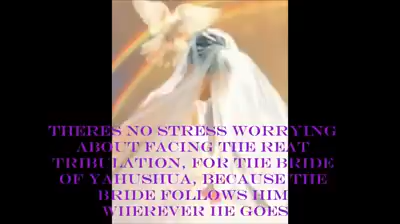 THERES NO STRESS WORRYING
ABOUT FACING THE REAT
TRIBULATION, FOR THE BRIDE
OF YAHUSHUA, BECAUSE THE
BRIDE FOLLOWS HIM
WHEREVER HE GOES